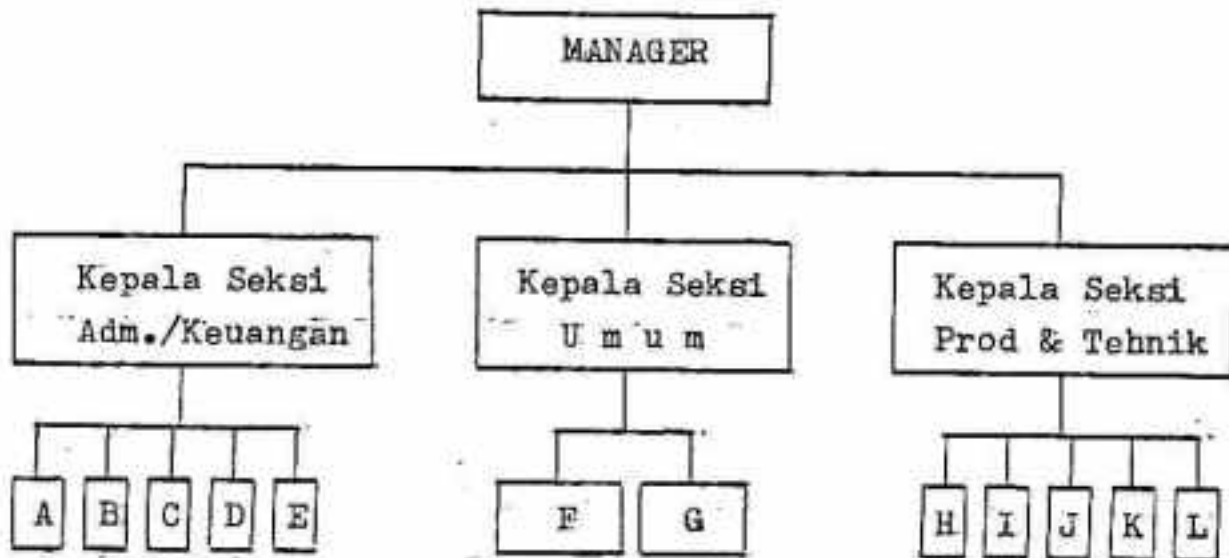 MANAGER
Kepala Seksi
Adm./Keuangan
Kepala Seksi
U m u m
Kepala Seksi
Prod & Tehnik
A B C D E
F G
H I J K L